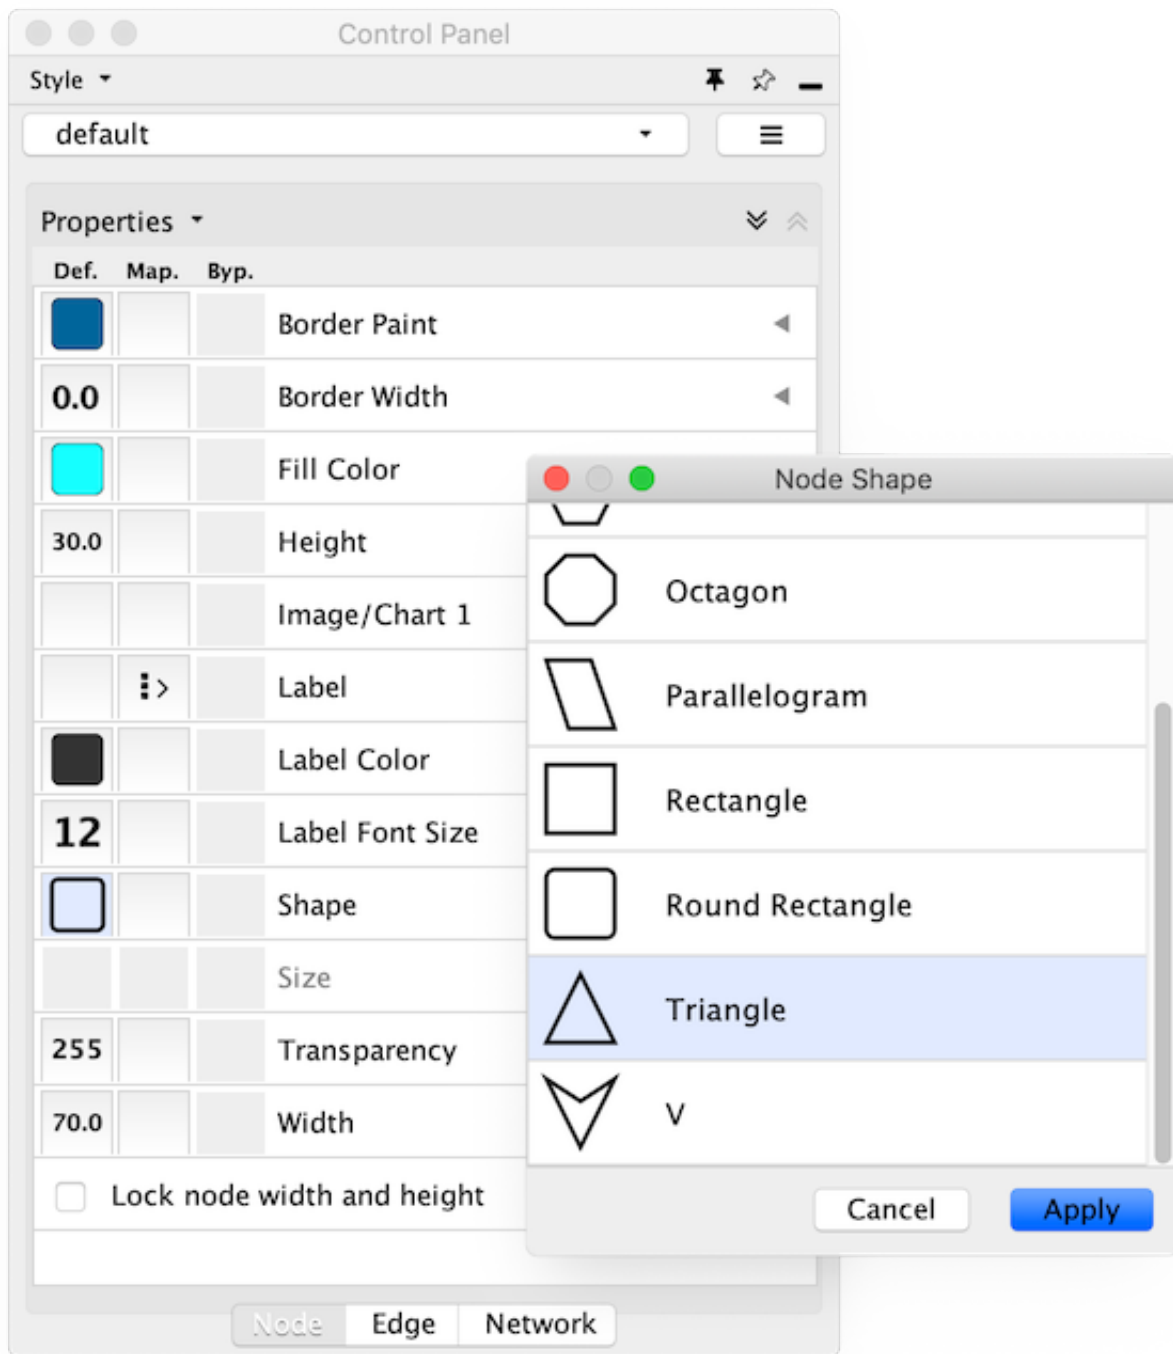 Control Panel
Style
default
Properties
Def. Map. Byp.
Border Paint
0.0 Border Width
Fill Color
30.0 Height
Image/Chart 1
Label
Label Color
12 Label Font Size
Shape
Size
255 Transparency
70.0 Width
Lock node width and height
Node Edge Network
Node Shape
Octagon
Parallelogram
Rectangle
Round Rectangle
Triangle
V
Cancel Apply